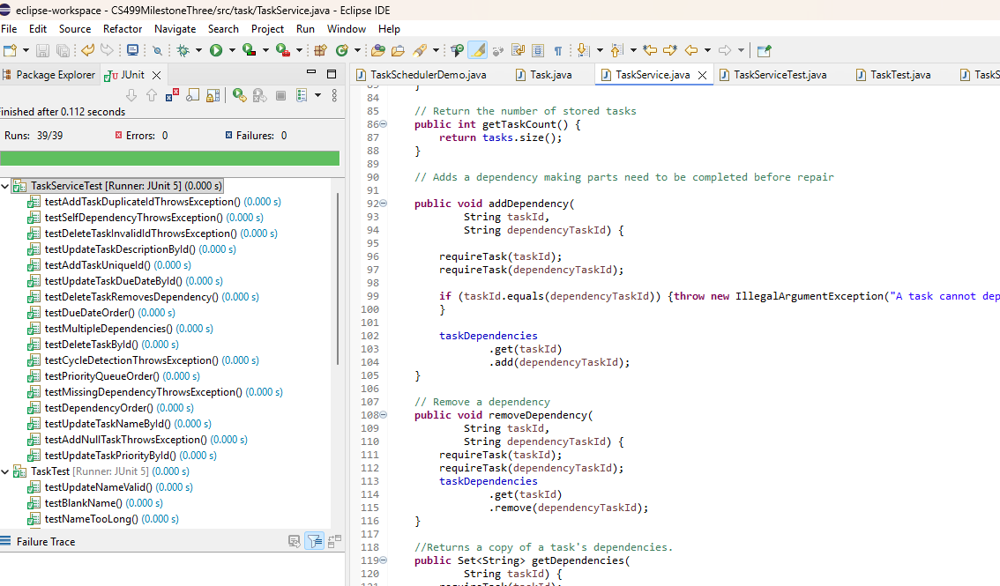 eclipse-workspace - CS499MilestoneThree/src/task/TaskService.java - Eclipse IDE
File Edit Source Refactor Navigate Search Project Run Window Help
Package Explorer JUnit
TaskSchedulerDemo.java Task.java TaskService.java TaskServiceTest.java TaskTest.java TaskS
inished after 0.112 seconds
Runs: 39/39 Errors: 0 Failures: 0
TaskServiceTest [Runner: JUnit 5] (0.000 s)
testAddTaskDuplicateIdThrowsException() (0.000 s)
testSelfDependencyThrowsException() (0.000 s)
testDeleteTaskInvalidIdThrowsException() (0.000 s)
testUpdateTaskDescriptionById() (0.000 s)
testAddTaskUniqueId() (0.000 s)
testUpdateTaskDueDateById() (0.000 s)
testDeleteTaskRemovesDependency() (0.000 s)
testDueDateOrder() (0.000 s)
testMultipleDependencies() (0.000 s)
testDeleteTaskById() (0.000 s)
testCycleDetectionThrowsException() (0.000 s)
testPriorityQueueOrder() (0.000 s)
testMissingDependencyThrowsException() (0.000 s)
testDependencyOrder() (0.000 s)
testUpdateTaskNameById() (0.000 s)
testAddNullTaskThrowsException() (0.000 s)
testUpdateTaskPriorityById() (0.000 s)
TaskTest [Runner: JUnit 5] (0.000 s)
testUpdateNameValid() (0.000 s)
testBlankName() (0.000 s)
testNameTooLong() (0.000 s)
Failure Trace
83 }
84
85 // Return the number of stored tasks
86 public int getTaskCount() {
87 return tasks.size();
88 }
89
90 // Adds a dependency making parts need to be completed before repair
91
92 public void addDependency(
93 String taskId,
94 String dependencyTaskId) {
95
96 requireTask(taskId);
97 requireTask(dependencyTaskId);
98
99 if (taskId.equals(dependencyTaskId)) {throw new IllegalArgumentException("A task cannot dep
100 }
101
102 taskDependencies
103 .get(taskId)
104 .add(dependencyTaskId);
105 }
106
107 // Remove a dependency
108 public void removeDependency(
109 String taskId,
110 String dependencyTaskId) {
111 requireTask(taskId);
112 requireTask(dependencyTaskId);
113 taskDependencies
114 .get(taskId)
115 .remove(dependencyTaskId);
116 }
117
118 //Returns a copy of a task's dependencies.
119 public Set<String> getDependencies(
120 String taskId) {
121 requireTask(taskId);